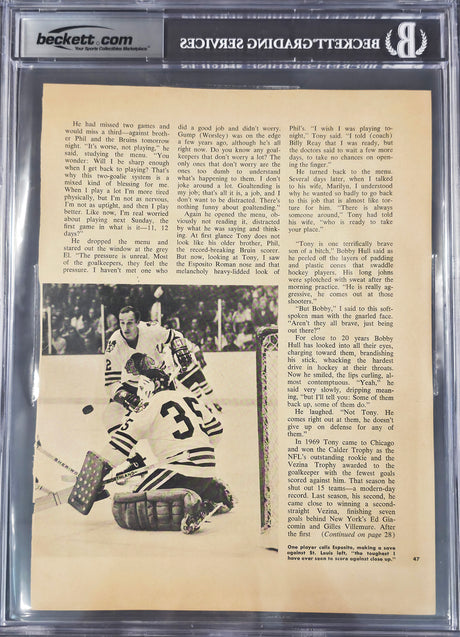 beckett.com
Your Sports Collectibles Marketplace
BECKETT GRADING SERVICES
He had missed two games and
would miss a third—against broth-
er Phil and the Bruins tomorrow
night. "It's worse, not playing," he
said, studying the menu. "You
wonder: Will I be sharp enough
when I get back to playing? That's
why this two-goalie system is a
mixed kind of blessing for me.
When I play a lot I'm more tired
physically, but I'm not as nervous,
I'm not as uptight, and then I play
better. Like now, I'm real worried
about playing next Sunday, the
first game in what is it—11, 12
days?"
He dropped the menu and
stared out the window at the grey
El. "The pressure is unreal. Most
of the goalkeepers, they feel the
pressure. I haven't met one who
did a good job and didn't worry.
Gump (Worsley) was on the edge
a few years ago, although he's all
right now. Do you know any goal-
keepers that don't worry a lot? The
only ones that don't worry are the
ones too dumb to understand
what's happening to them. I don't
joke around a lot. Goaltending is
my job; that's all it is, a job, and I
don't want to be distracted. There's
nothing funny about goaltending."
Again he opened the menu, ob-
viously not reading it, distracted
by what he was saying and think-
ing. At first glance Tony does not
look like his older brother, Phil,
the record-breaking Bruin scorer.
But now, looking at Tony, I saw
the Esposito Roman nose and that
melancholy heavy-lidded look of
Phil's. "I wish I was playing to-
night," Tony said. "I told (coach)
Billy Reay that I was ready, but
the doctors said to wait a few more
days, to take no chances on open-
ing the finger."
He turned back to the menu.
Several days later, when I talked
to his wife, Marilyn, I understood
why he wanted so badly to go back
to this job that is almost like tor-
ture for him. "There is always
someone around," Tony had told
his wife, "who is ready to take
your place."
"Tony is one terrifically brave
son of a bitch," Bobby Hull said as
he peeled off the layers of padding
and plastic cones that swaddle
hockey players. His long johns
were splotched with sweat after the
morning practice. "He is really ag-
gressive, he comes out at those
shooters."
"But Bobby," I said to this soft-
spoken man with the gnarled face.
"Aren't they all brave, just being
out there?"
For close to 20 years Bobby
Hull has looked into all their eyes,
charging toward them, brandishing
his stick, whacking the hardest
drive in hockey at their throats.
Now he smiled, the lips curling, al-
most contemptuous. "Yeah," he
said very slowly, dripping mean-
ing, "but I'll tell you: Some of them
back up, some of them do."
He laughed. "Not Tony. He
comes right at them, he doesn't
give up on defense for any of
them."
In 1969 Tony came to Chicago
and won the Calder Trophy as the
NFL's outstanding rookie and the
Vezina Trophy awarded to the
goalkeeper with the fewest goals
scored against him. That season he
shut out 15 teams—a modern-day
record. Last season, his second, he
came close to winning a second-
straight Vezina, finishing seven
goals behind New York's Ed Gia-
comin and Gilles Villemure. After
the first (Continued on page 28)
2
35
One player calls Esposito, making a save
against St. Louis left, "the toughest I
have ever seen to score against close up."
47